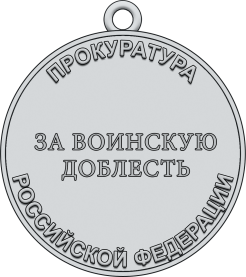 ПРОКУРАТУРА
ЗА ВОИНСКУЮ
ДОБЛЕСТЬ
РОССИЙСКОЙ ФЕДЕРАЦИИ